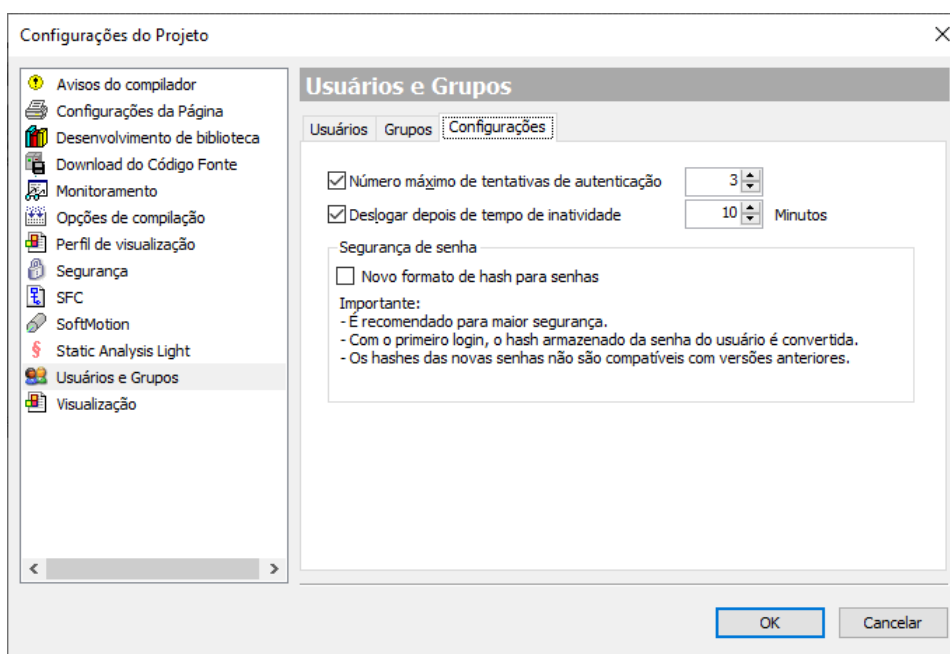 Configurações do Projeto
Avisos do compilador
Configurações da Página
Desenvolvimento de biblioteca
Download do Código Fonte
Monitoramento
Opções de compilação
Perfil de visualização
Segurança
SFC
SoftMotion
Static Analysis Light
Usuários e Grupos
Visualização
Usuários e Grupos
Usuários Grupos Configurações
Número máximo de tentativas de autenticação 3
Deslogar depois de tempo de inatividade 10 Minutos
Segurança de senha
Novo formato de hash para senhas
Importante:
- É recomendado para maior segurança.
- Com o primeiro login, o hash armazenado da senha do usuário é convertida.
- Os hashes das novas senhas não são compatíveis com versões anteriores.
OK Cancelar